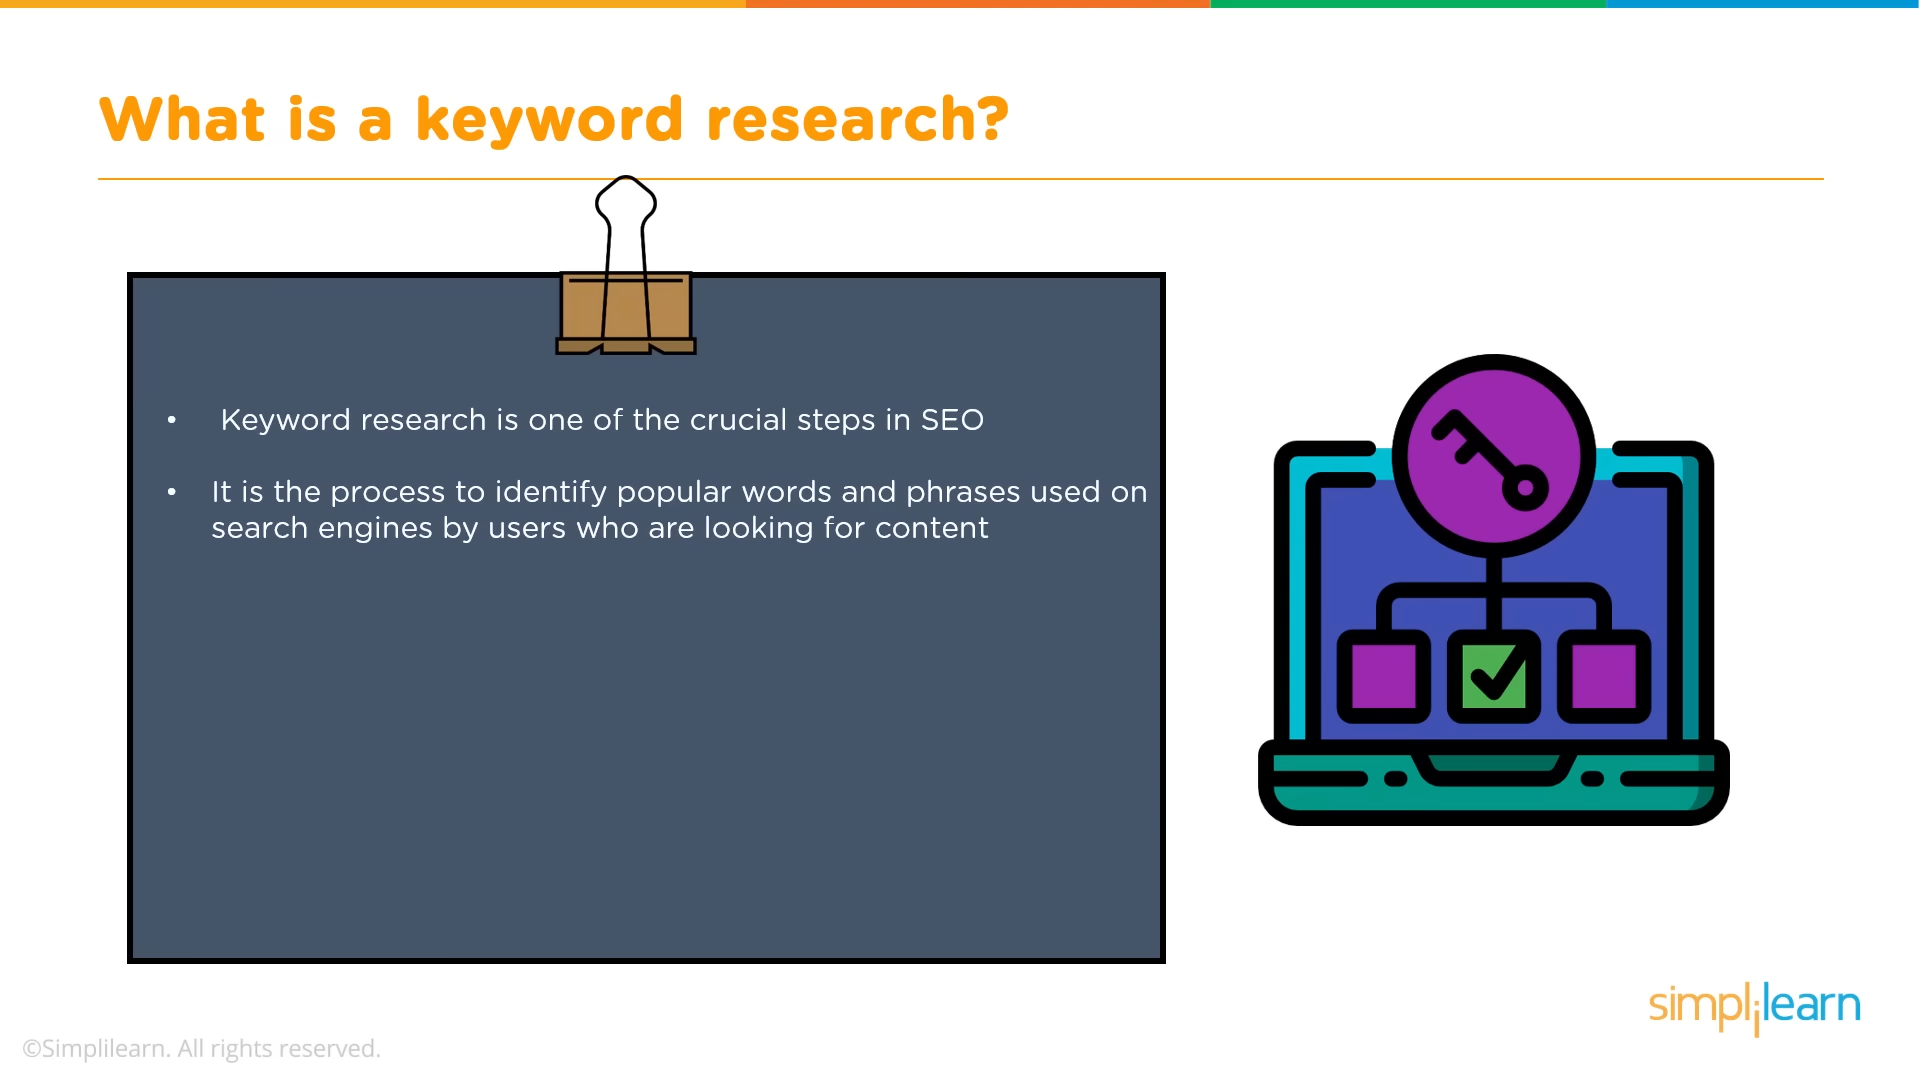 What is a keyword research?
• Keyword research is one of the crucial steps in SEO
• It is the process to identify popular words and phrases used on
search engines by users who are looking for content
simplilearn
©Simplilearn. All rights reserved.